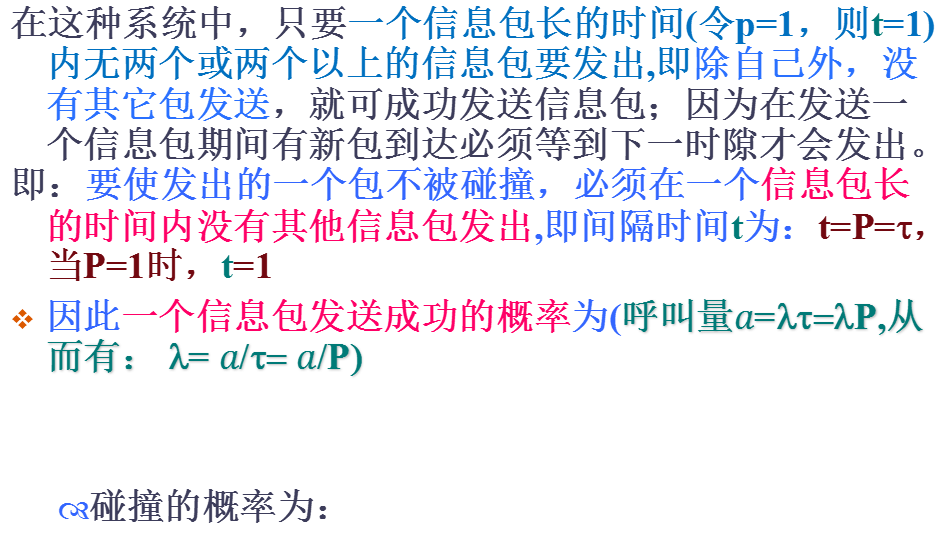 在这种系统中，只要一个信息包长的时间(令p=1，则t=1)
内无两个或两个以上的信息包要发出,即除自己外，没
有其它包发送，就可成功发送信息包；因为在发送一
个信息包期间有新包到达必须等到下一时隙才会发出。
即：要使发出的一个包不被碰撞，必须在一个信息包长
的时间内没有其他信息包发出,即间隔时间t为：t=P=τ，
当P=1时，t=1
❖ 因此一个信息包发送成功的概率为(呼叫量a=λτ=λP,从
而有： λ= a/τ= a/P)
碰撞的概率为：